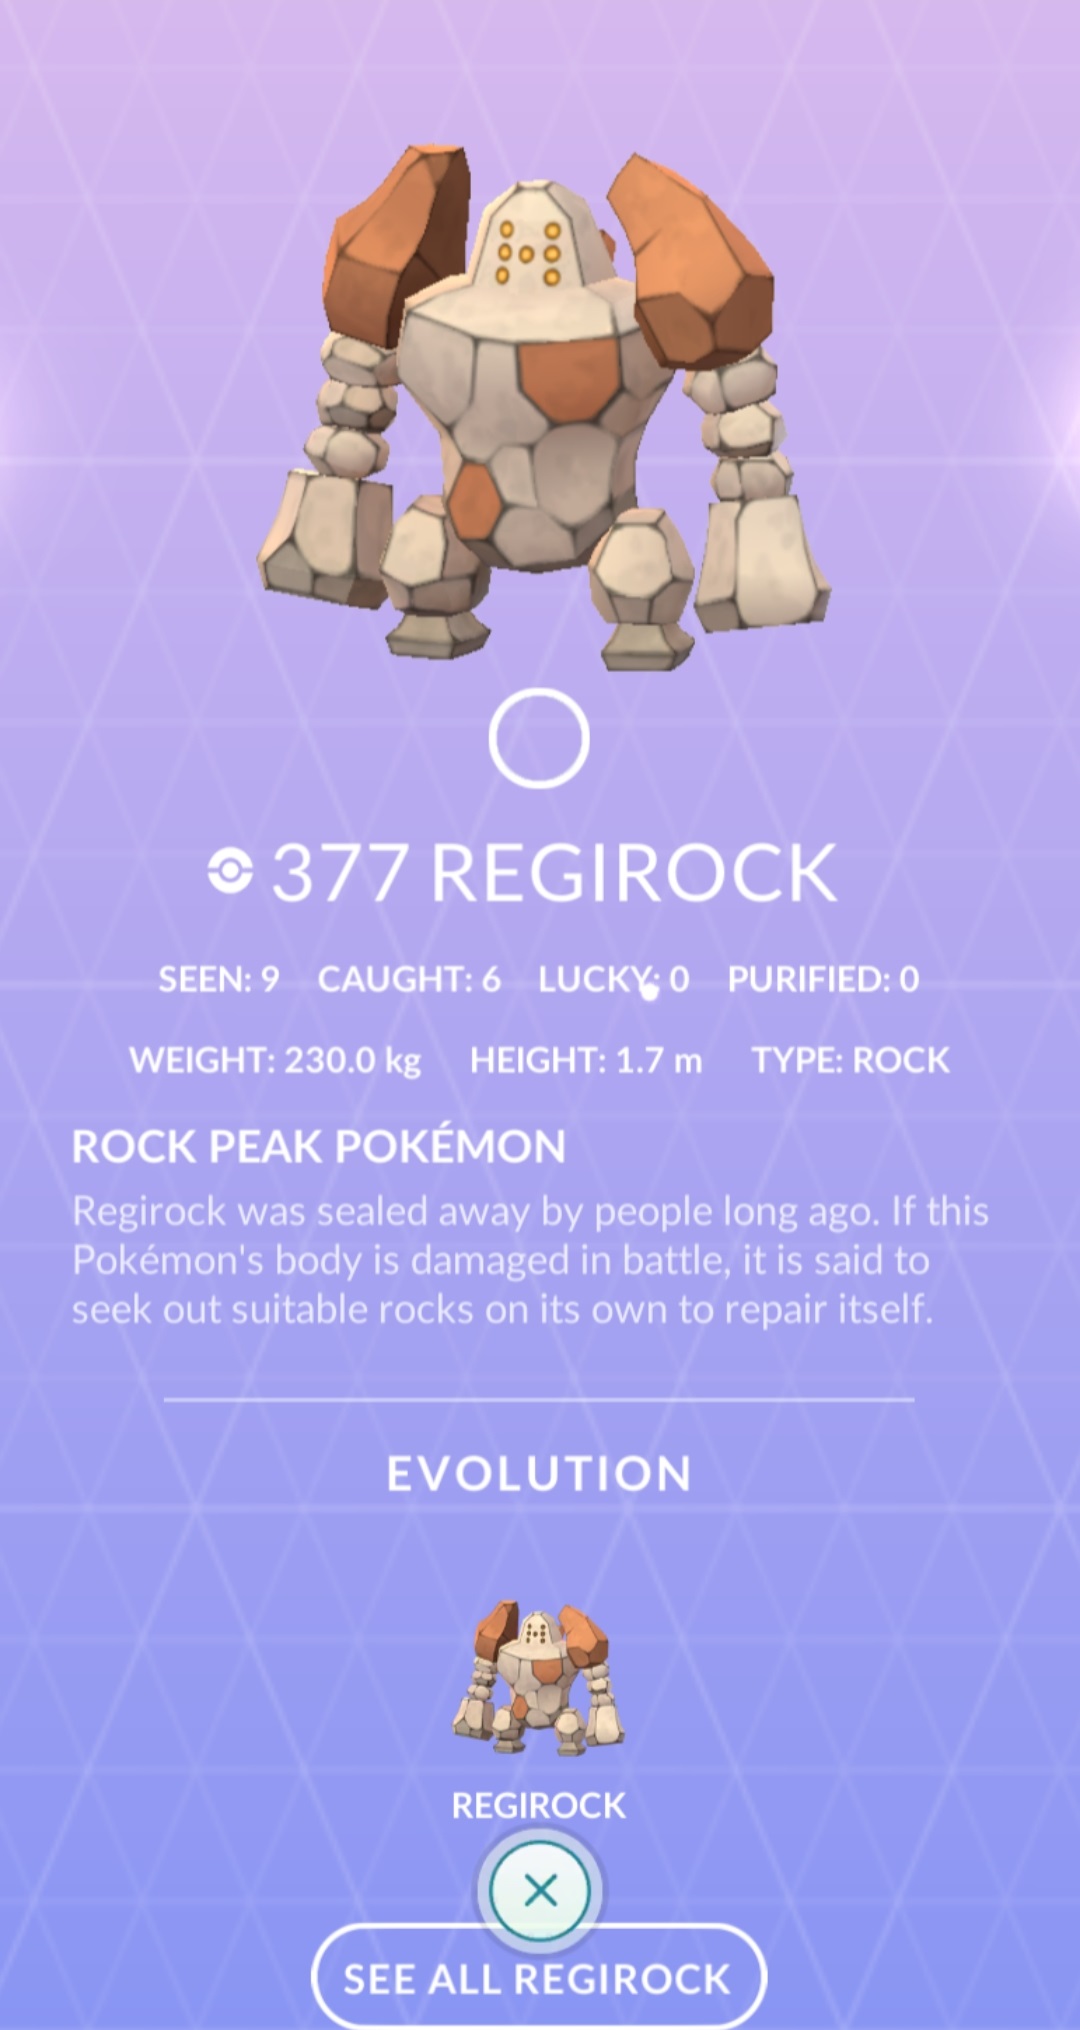 377 REGIROCK
SEEN: 9 CAUGHT: 6 LUCKY: 0 PURIFIED: 0
WEIGHT: 230.0 kg HEIGHT: 1.7 m TYPE: ROCK
ROCK PEAK POKÉMON
Regirock was sealed away by people long ago. If this
Pokémon's body is damaged in battle, it is said to
seek out suitable rocks on its own to repair itself.
EVOLUTION
REGIROCK
SEE ALL REGIROCK